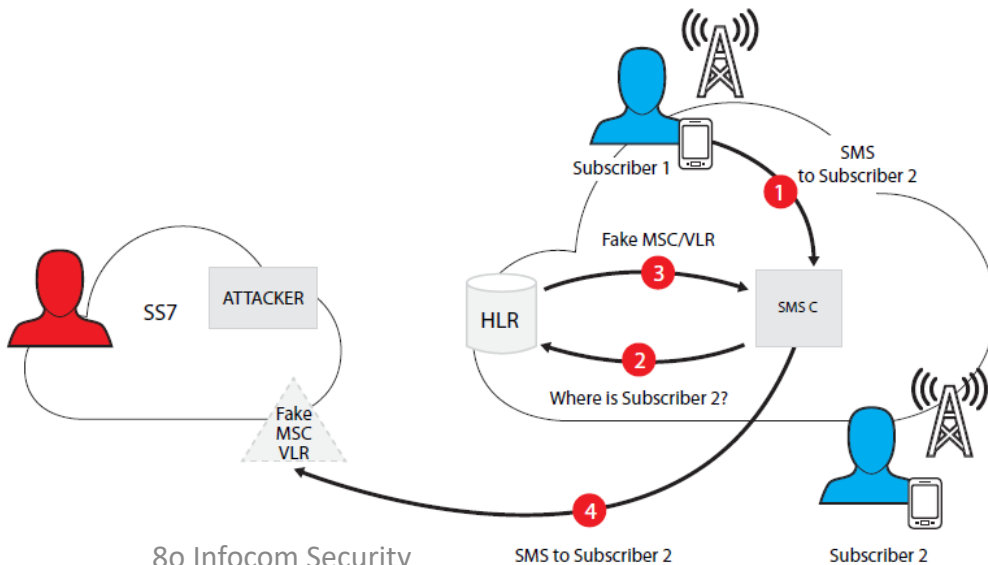 Subscriber 1
SMS
to Subscriber 2
1
Fake MSC/VLR
3
SS7
ATTACKER
HLR
SMS C
2
Where is Subscriber 2?
Fake
MSC
VLR
4
8o Infocom Security
SMS to Subscriber 2
Subscriber 2